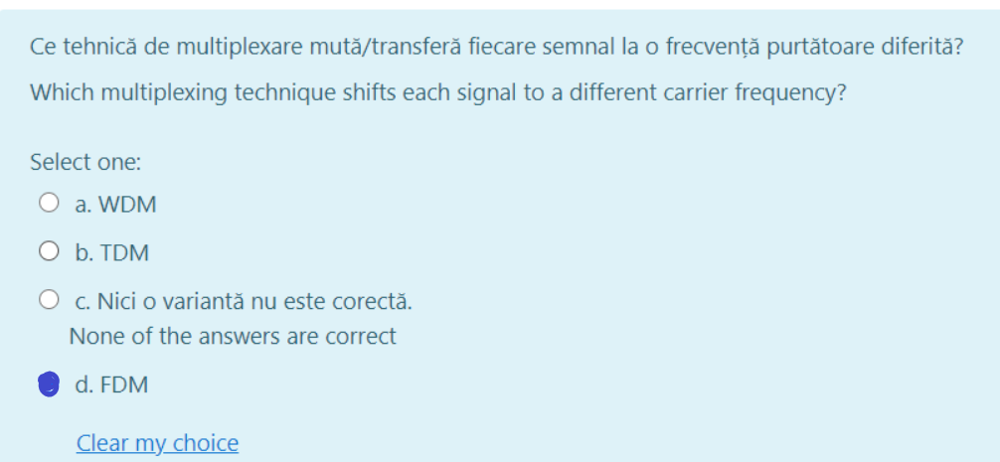 Ce tehnică de multiplexare mută/transferă fiecare semnal la o frecvență purtătoare diferită?
Which multiplexing technique shifts each signal to a different carrier frequency?
Select one:
a. WDM
b. TDM
c. Nici o variantă nu este corectă.
None of the answers are correct
d. FDM
Clear my choice